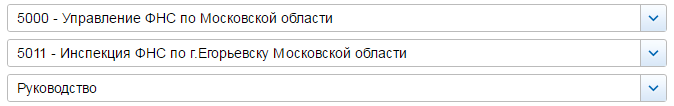 5000 - Управление ФНС по Московской области
5011 - Инспекция ФНС по г.Егорьевску Московской области
Руководство